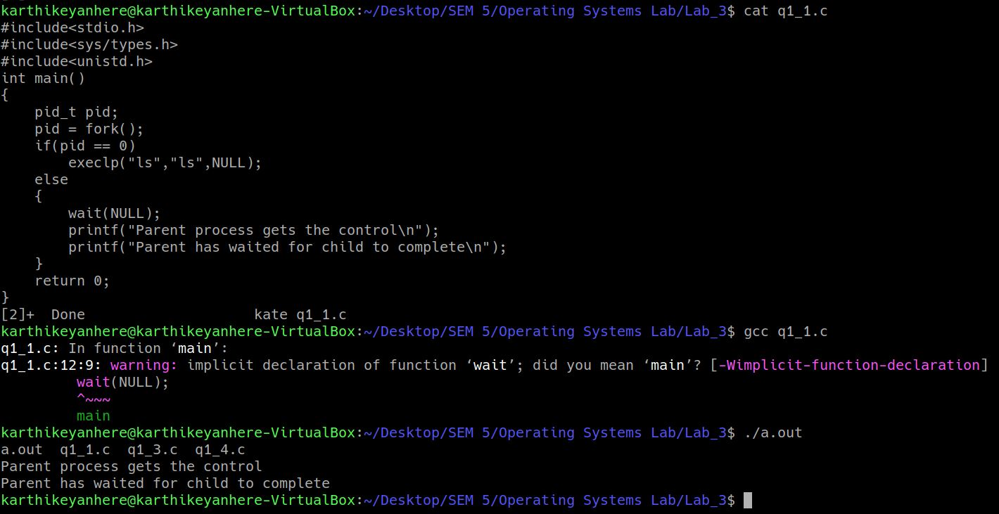 karthikeyanhere@karthikeyanhere-VirtualBox:~/Desktop/SEM 5/Operating Systems Lab/Lab_3$ cat q1_1.c
#include<stdio.h>
#include<sys/types.h>
#include<unistd.h>
int main()
{
    pid_t pid;
    pid = fork();
    if(pid == 0)
        execlp("ls","ls",NULL);
    else
    {
        wait(NULL);
        printf("Parent process gets the control\n");
        printf("Parent has waited for child to complete\n");
    }
    return 0;
}
[2]+  Done                    kate q1_1.c
karthikeyanhere@karthikeyanhere-VirtualBox:~/Desktop/SEM 5/Operating Systems Lab/Lab_3$ gcc q1_1.c
q1_1.c: In function ‘main’:
q1_1.c:12:9: warning: implicit declaration of function ‘wait’; did you mean ‘main’? [-Wimplicit-function-declaration]
         wait(NULL);
         ^~~~
         main
karthikeyanhere@karthikeyanhere-VirtualBox:~/Desktop/SEM 5/Operating Systems Lab/Lab_3$ ./a.out
a.out  q1_1.c  q1_3.c  q1_4.c
Parent process gets the control
Parent has waited for child to complete
karthikeyanhere@karthikeyanhere-VirtualBox:~/Desktop/SEM 5/Operating Systems Lab/Lab_3$